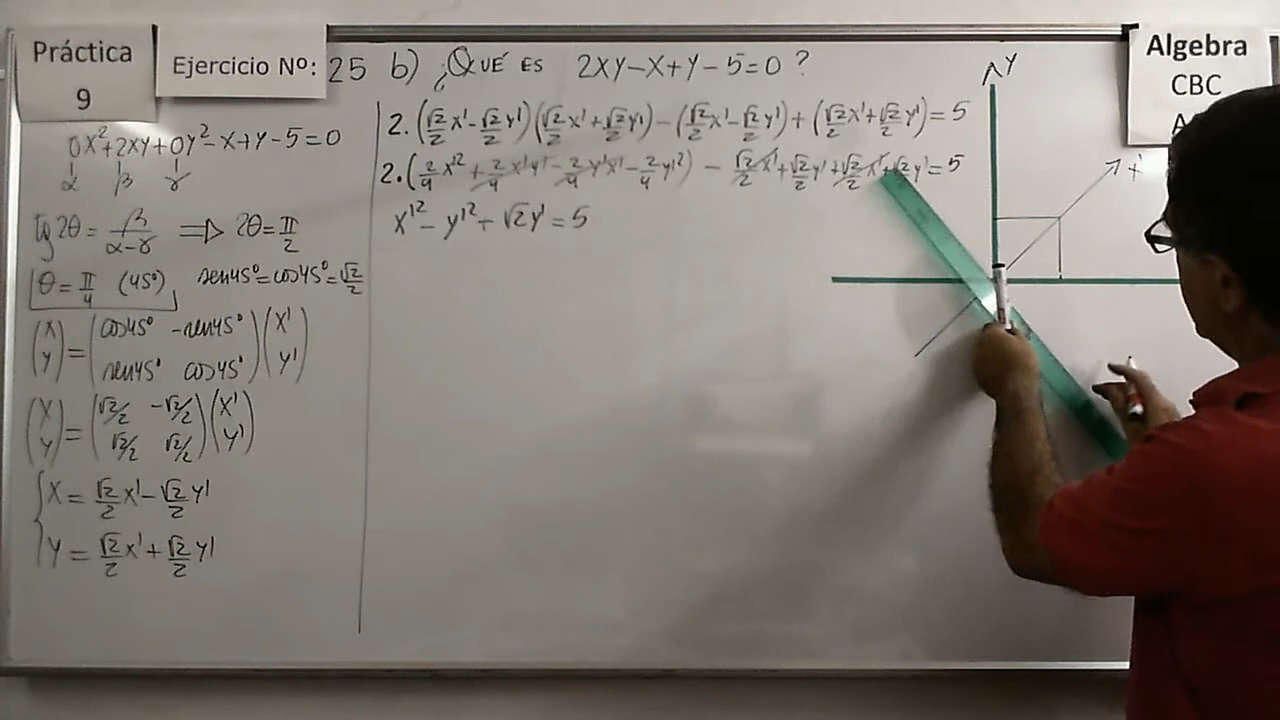 Práctica
9
Ejercicio Nº: 25 b) ¿QUÉ ES 2XY-X+Y-5=0?
Algebra
CBC
0X²+2XY+0Y²-X+Y-5=0
α β γ
tg2θ = β/(α-γ) ⟹ 2θ = π/2
θ = π/4 (45°) sen45°=cos45°=√2/2
(X Y) = (cos45° -sen45° sen45° cos45°)(X' Y')
(X Y) = (√2/2 -√2/2 √2/2 √2/2)(X' Y')
{X = √2/2 X' - √2/2 Y'
Y = √2/2 X' + √2/2 Y'
2.(√2/2 X' - √2/2 Y')(√2/2 X' + √2/2 Y') - (√2/2 X' - √2/2 Y') + (√2/2 X' + √2/2 Y') = 5
2.(2/4 X'² + 2/4 X'Y' - 2/4 Y'X' - 2/4 Y'²) - √2/2 X' + √2/2 Y' + √2/2 X' + √2/2 Y' = 5
X'² - Y'² + √2 Y' = 5
Y
X'